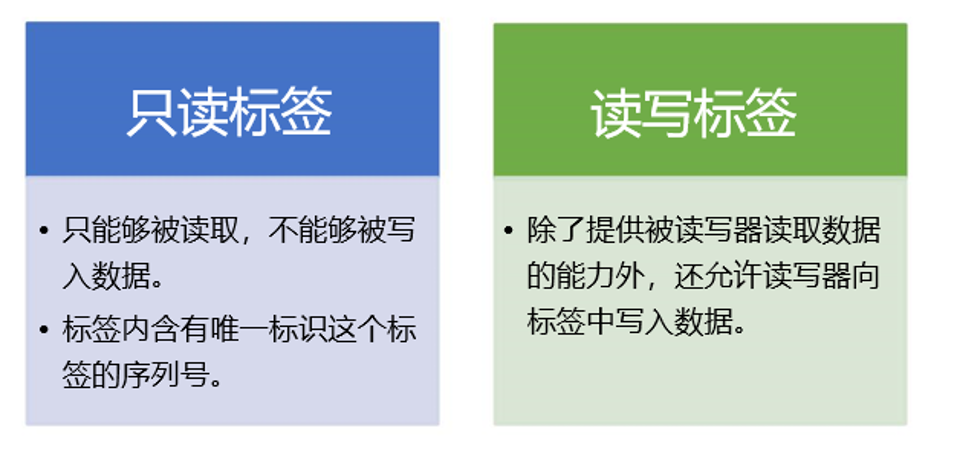 只读标签
• 只能够被读取，不能够被写
入数据。
• 标签内含有唯一标识这个标
签的序列号。
读写标签
• 除了提供被读写器读取数据
的能力外，还允许读写器向
标签中写入数据。